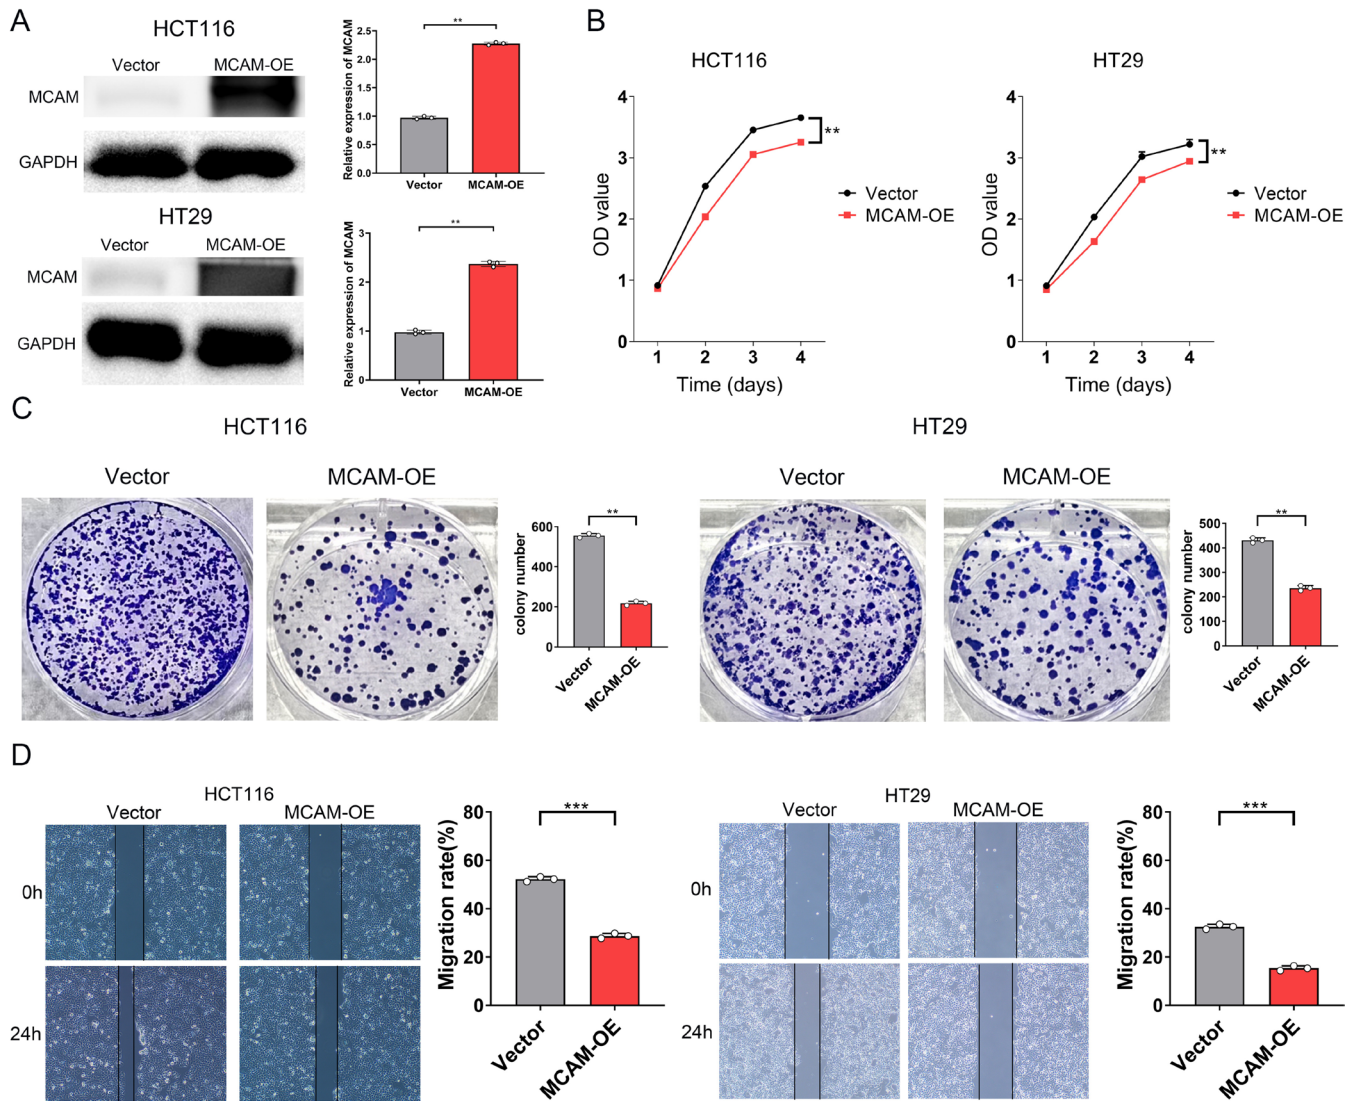 A
HCT116
Vector MCAM-OE
MCAM
GAPDH
HT29
Vector MCAM-OE
MCAM
GAPDH
Relative expression of MCAM
2.5
2.0
1.5
1.0
0.5
0.0
**
Vector MCAM-OE
Relative expression of MCAM
3
2
1
0
**
Vector MCAM-OE
B
HCT116
OD value
4
3
2
1
0
1 2 3 4
Time (days)
**
Vector
MCAM-OE
HT29
OD value
4
3
2
1
0
1 2 3 4
Time (days)
**
Vector
MCAM-OE
C
HCT116
Vector MCAM-OE
colony number
600
400
200
0
**
Vector
MCAM-OE
HT29
Vector MCAM-OE
colony number
500
400
300
200
100
0
**
Vector
MCAM-OE
D
HCT116
Vector MCAM-OE
0h
24h
Migration rate(%)
80
60
40
20
0
***
Vector
MCAM-OE
HT29
Vector MCAM-OE
0h
24h
Migration rate(%)
80
60
40
20
0
***
Vector
MCAM-OE